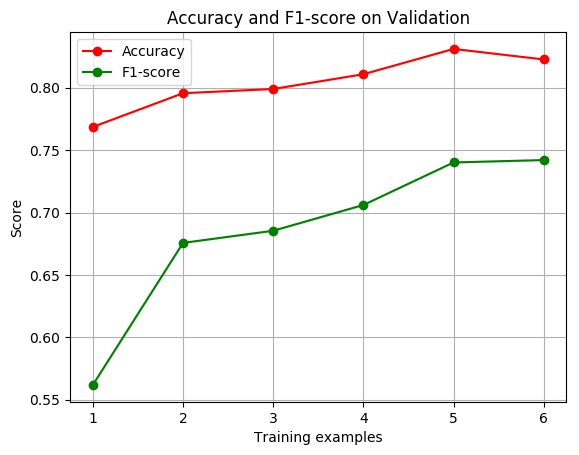 Accuracy and F1-score on Validation
Accuracy
F1-score
0.80
0.75
0.70
0.65
0.60
0.55
Score
1 2 3 4 5 6
Training examples